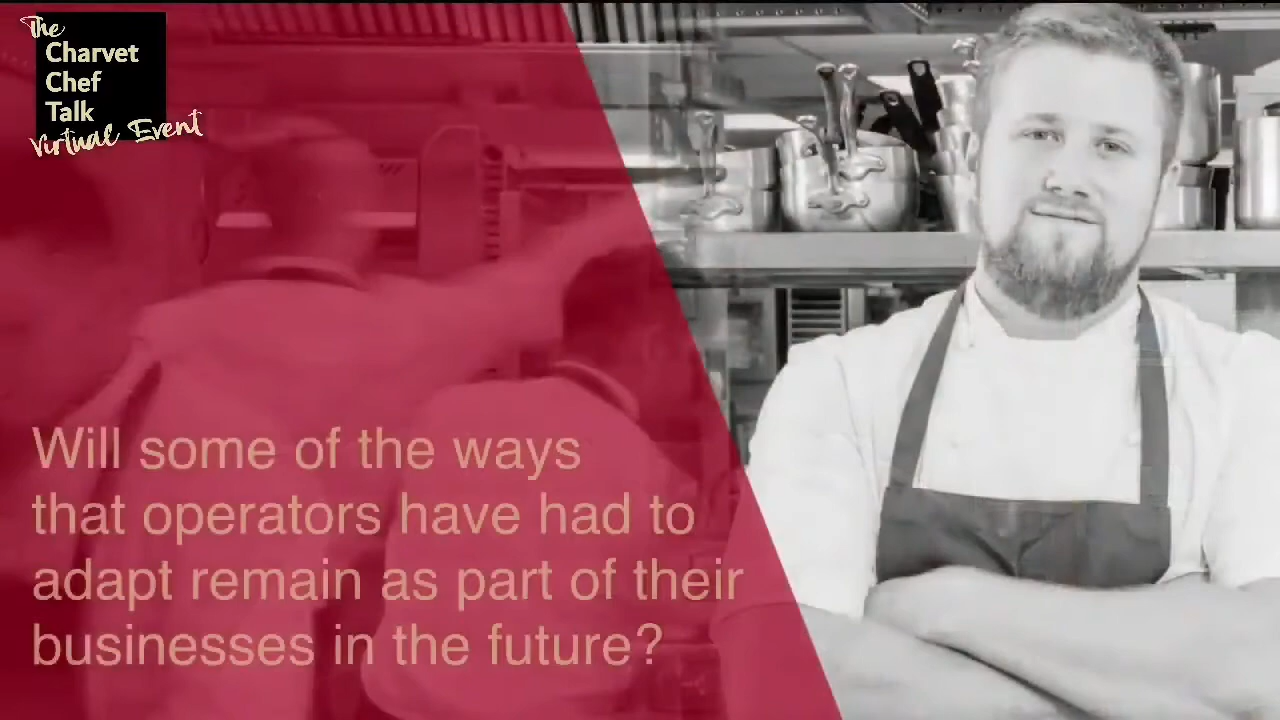 The
Charvet
Chef
Talk
Virtual Event
Will some of the ways
that operators have had to
adapt remain as part of their
businesses in the future?